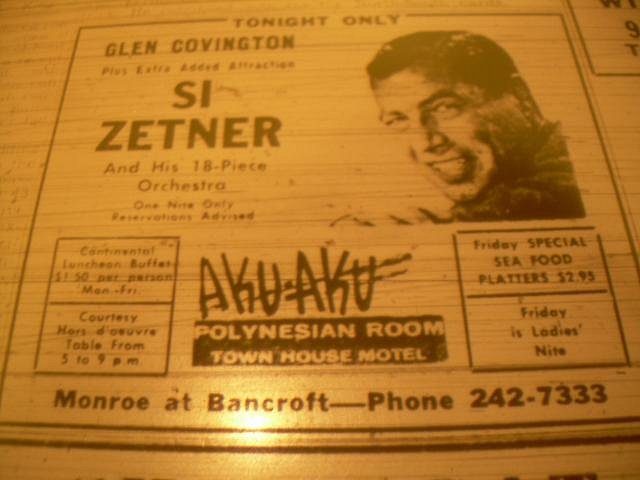 TONIGHT ONLY
GLEN COVINGTON
Plus Extra Added Attraction
SI
ZETNER
And His 18-Piece
Orchestra
One Nite Only
Reservations Advised
Continental
Luncheon Buffet
$1.50 per person
Mon.-Fri.
Courtesy
Hors d'oeuvre
Table From
5 to 9 p.m.
AKU-AKU
POLYNESIAN ROOM
TOWN HOUSE MOTEL
Friday SPECIAL
SEA FOOD
PLATTERS $2.95
Friday
is Ladies'
Nite
Monroe at Bancroft—Phone 242-7333